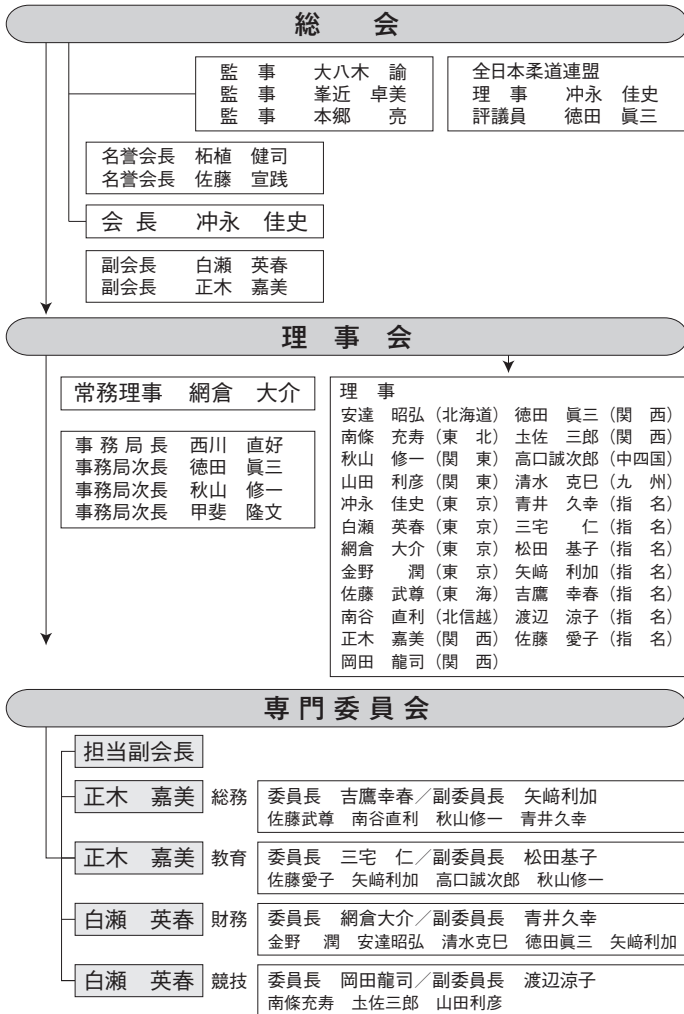 総 会
監 事 大八木 諭
監 事 峯近 卓美
監 事 本郷 亮
全日本柔道連盟
理 事 冲永 佳史
評議員 徳田 眞三
名誉会長 柘植 健司
名誉会長 佐藤 宣践
会 長 冲永 佳史
副会長 白瀬 英春
副会長 正木 嘉美
理 事 会
常務理事 網倉 大介
事 務 局 長 西川 直好
事務局次長 徳田 眞三
事務局次長 秋山 修一
事務局次長 甲斐 隆文
理 事
安達 昭弘(北海道) 徳田 眞三(関 西)
南條 充寿(東 北) 圡佐 三郎(関 西)
秋山 修一(関 東) 高口誠次郎(中四国)
山田 利彦(関 東) 清水 克巳(九 州)
冲永 佳史(東 京) 青井 久幸(指 名)
白瀬 英春(東 京) 三宅 仁(指 名)
網倉 大介(東 京) 松田 基子(指 名)
金野 潤(東 京) 矢﨑 利加(指 名)
佐藤 武尊(東 海) 吉鷹 幸春(指 名)
南谷 直利(北信越) 渡辺 涼子(指 名)
正木 嘉美(関 西) 佐藤 愛子(指 名)
岡田 龍司(関 西)
専 門 委 員 会
担当副会長
正木 嘉美 総務 委員長 吉鷹幸春／副委員長 矢﨑利加
佐藤武尊 南谷直利 秋山修一 青井久幸
正木 嘉美 教育 委員長 三宅 仁／副委員長 松田基子
佐藤愛子 矢﨑利加 高口誠次郎 秋山修一
白瀬 英春 財務 委員長 網倉大介／副委員長 青井久幸
金野 潤 安達昭弘 清水克巳 徳田眞三 矢﨑利加
白瀬 英春 競技 委員長 岡田龍司／副委員長 渡辺涼子
南條充寿 圡佐三郎 山田利彦